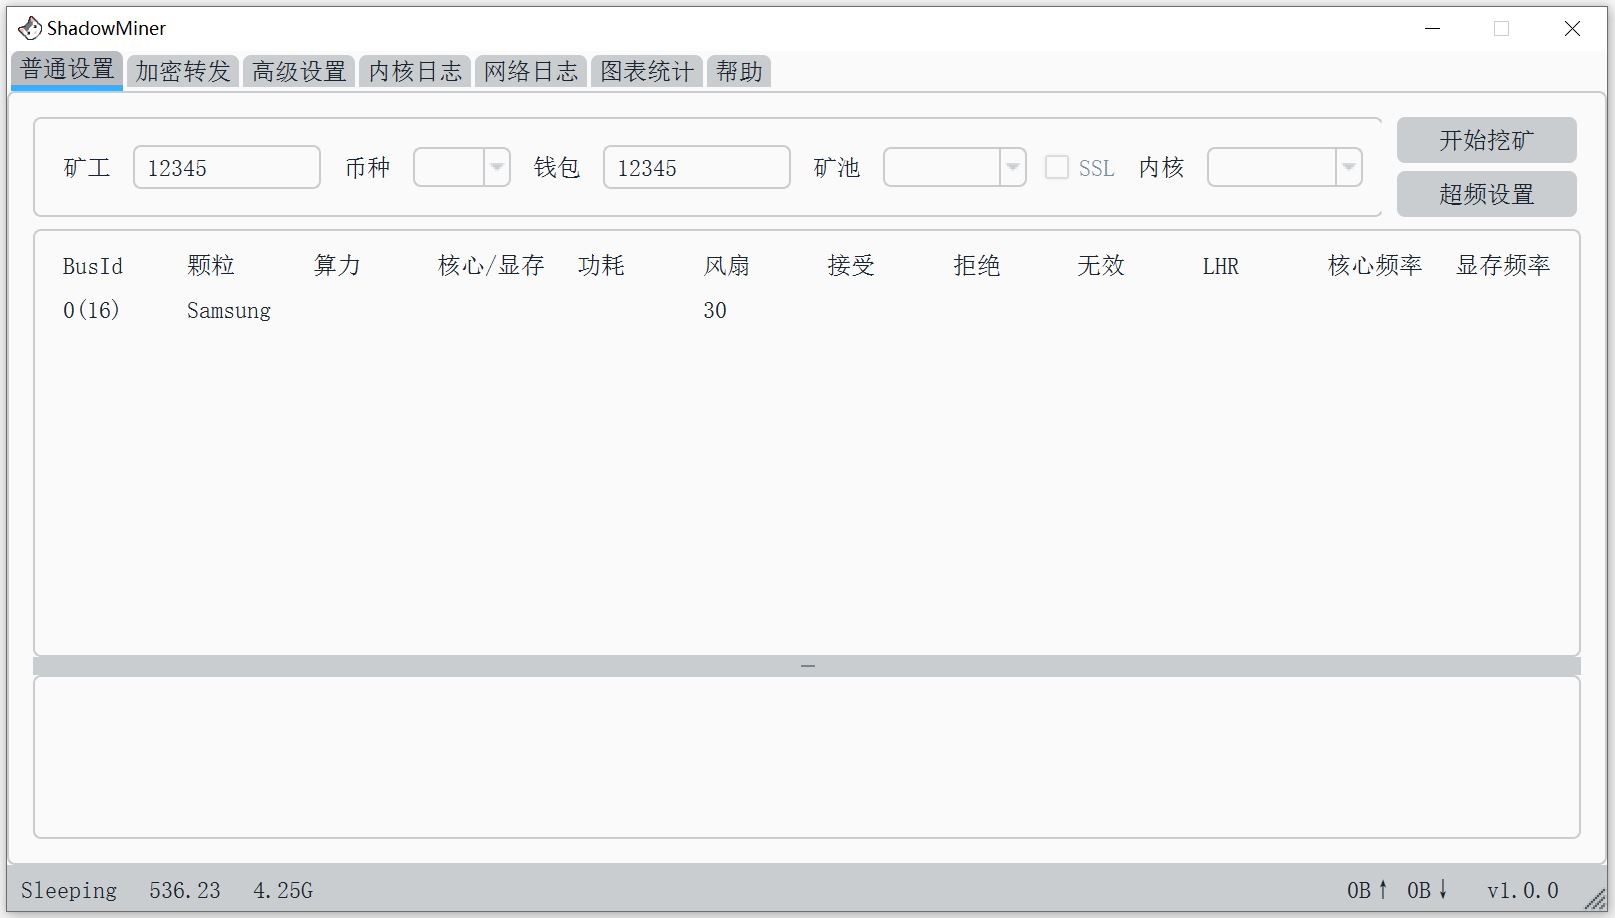 ShadowMiner
普通设置 加密转发 高级设置 内核日志 网络日志 图表统计 帮助
矿工 12345 币种 钱包 12345 矿池 SSL 内核 开始挖矿
超频设置
BusId 颗粒 算力 核心/显存 功耗 风扇 接受 拒绝 无效 LHR 核心频率 显存频率
0(16) Samsung 30
Sleeping 536.23 4.25G 0B↑ 0B↓ v1.0.0